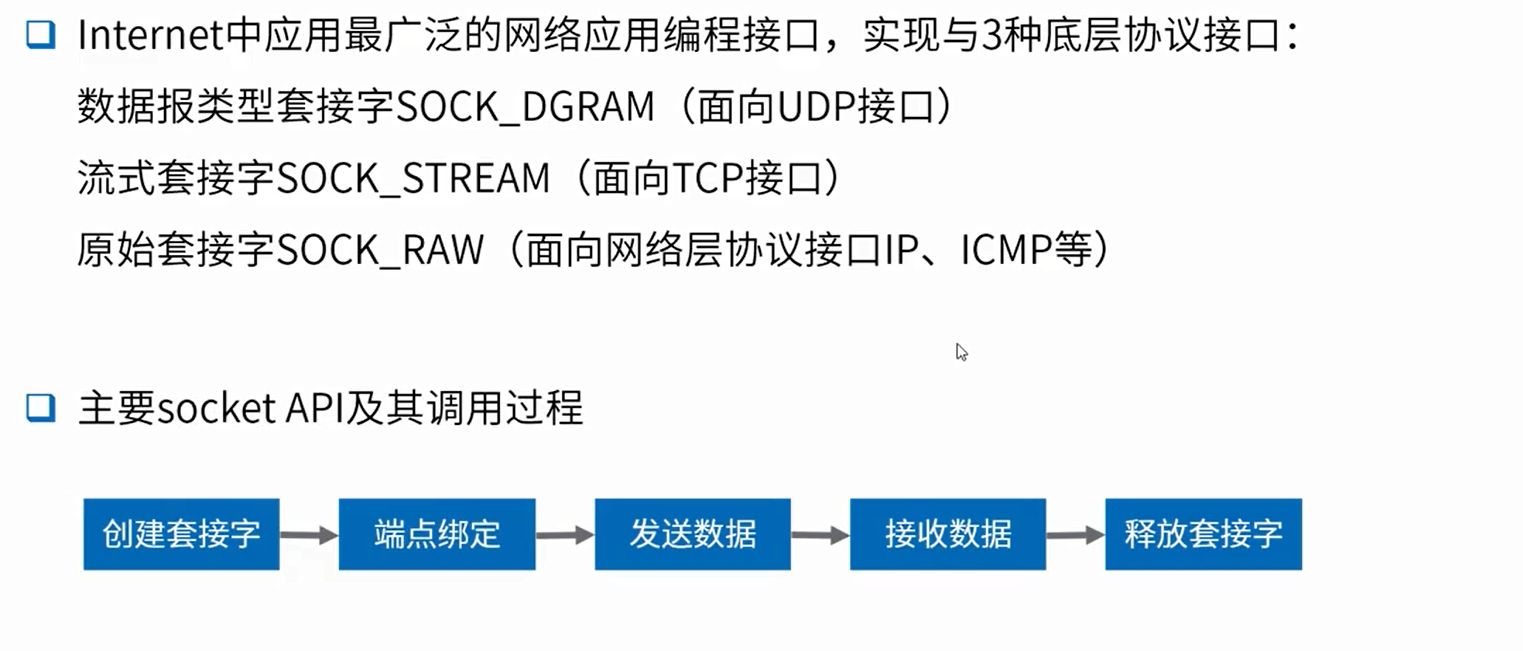 Internet中应用最广泛的网络应用编程接口，实现与3种底层协议接口：
数据报类型套接字SOCK_DGRAM（面向UDP接口）
流式套接字SOCK_STREAM（面向TCP接口）
原始套接字SOCK_RAW（面向网络层协议接口IP、ICMP等）
主要socket API及其调用过程
创建套接字
端点绑定
发送数据
接收数据
释放套接字